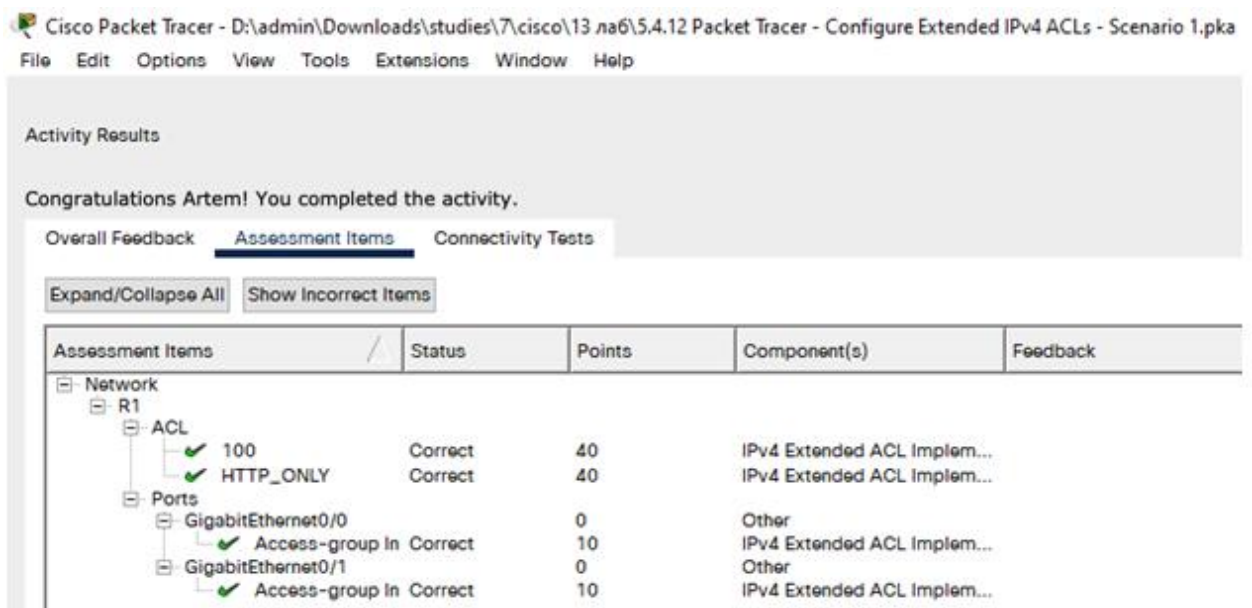 Cisco Packet Tracer - D:\admin\Downloads\studies\7\cisco\13 лаб\5.4.12 Packet Tracer - Configure Extended IPv4 ACLs - Scenario 1.pka
File Edit Options View Tools Extensions Window Help
Activity Results
Congratulations Artem! You completed the activity.
Overall Feedback Assessment Items Connectivity Tests
Expand/Collapse All Show Incorrect Items
Assessment Items Status Points Component(s) Feedback
Network
R1
ACL
100 Correct 40 IPv4 Extended ACL Implem...
HTTP_ONLY Correct 40 IPv4 Extended ACL Implem...
Ports
GigabitEthernet0/0 0 Other
Access-group In Correct 10 IPv4 Extended ACL Implem...
GigabitEthernet0/1 0 Other
Access-group In Correct 10 IPv4 Extended ACL Implem...